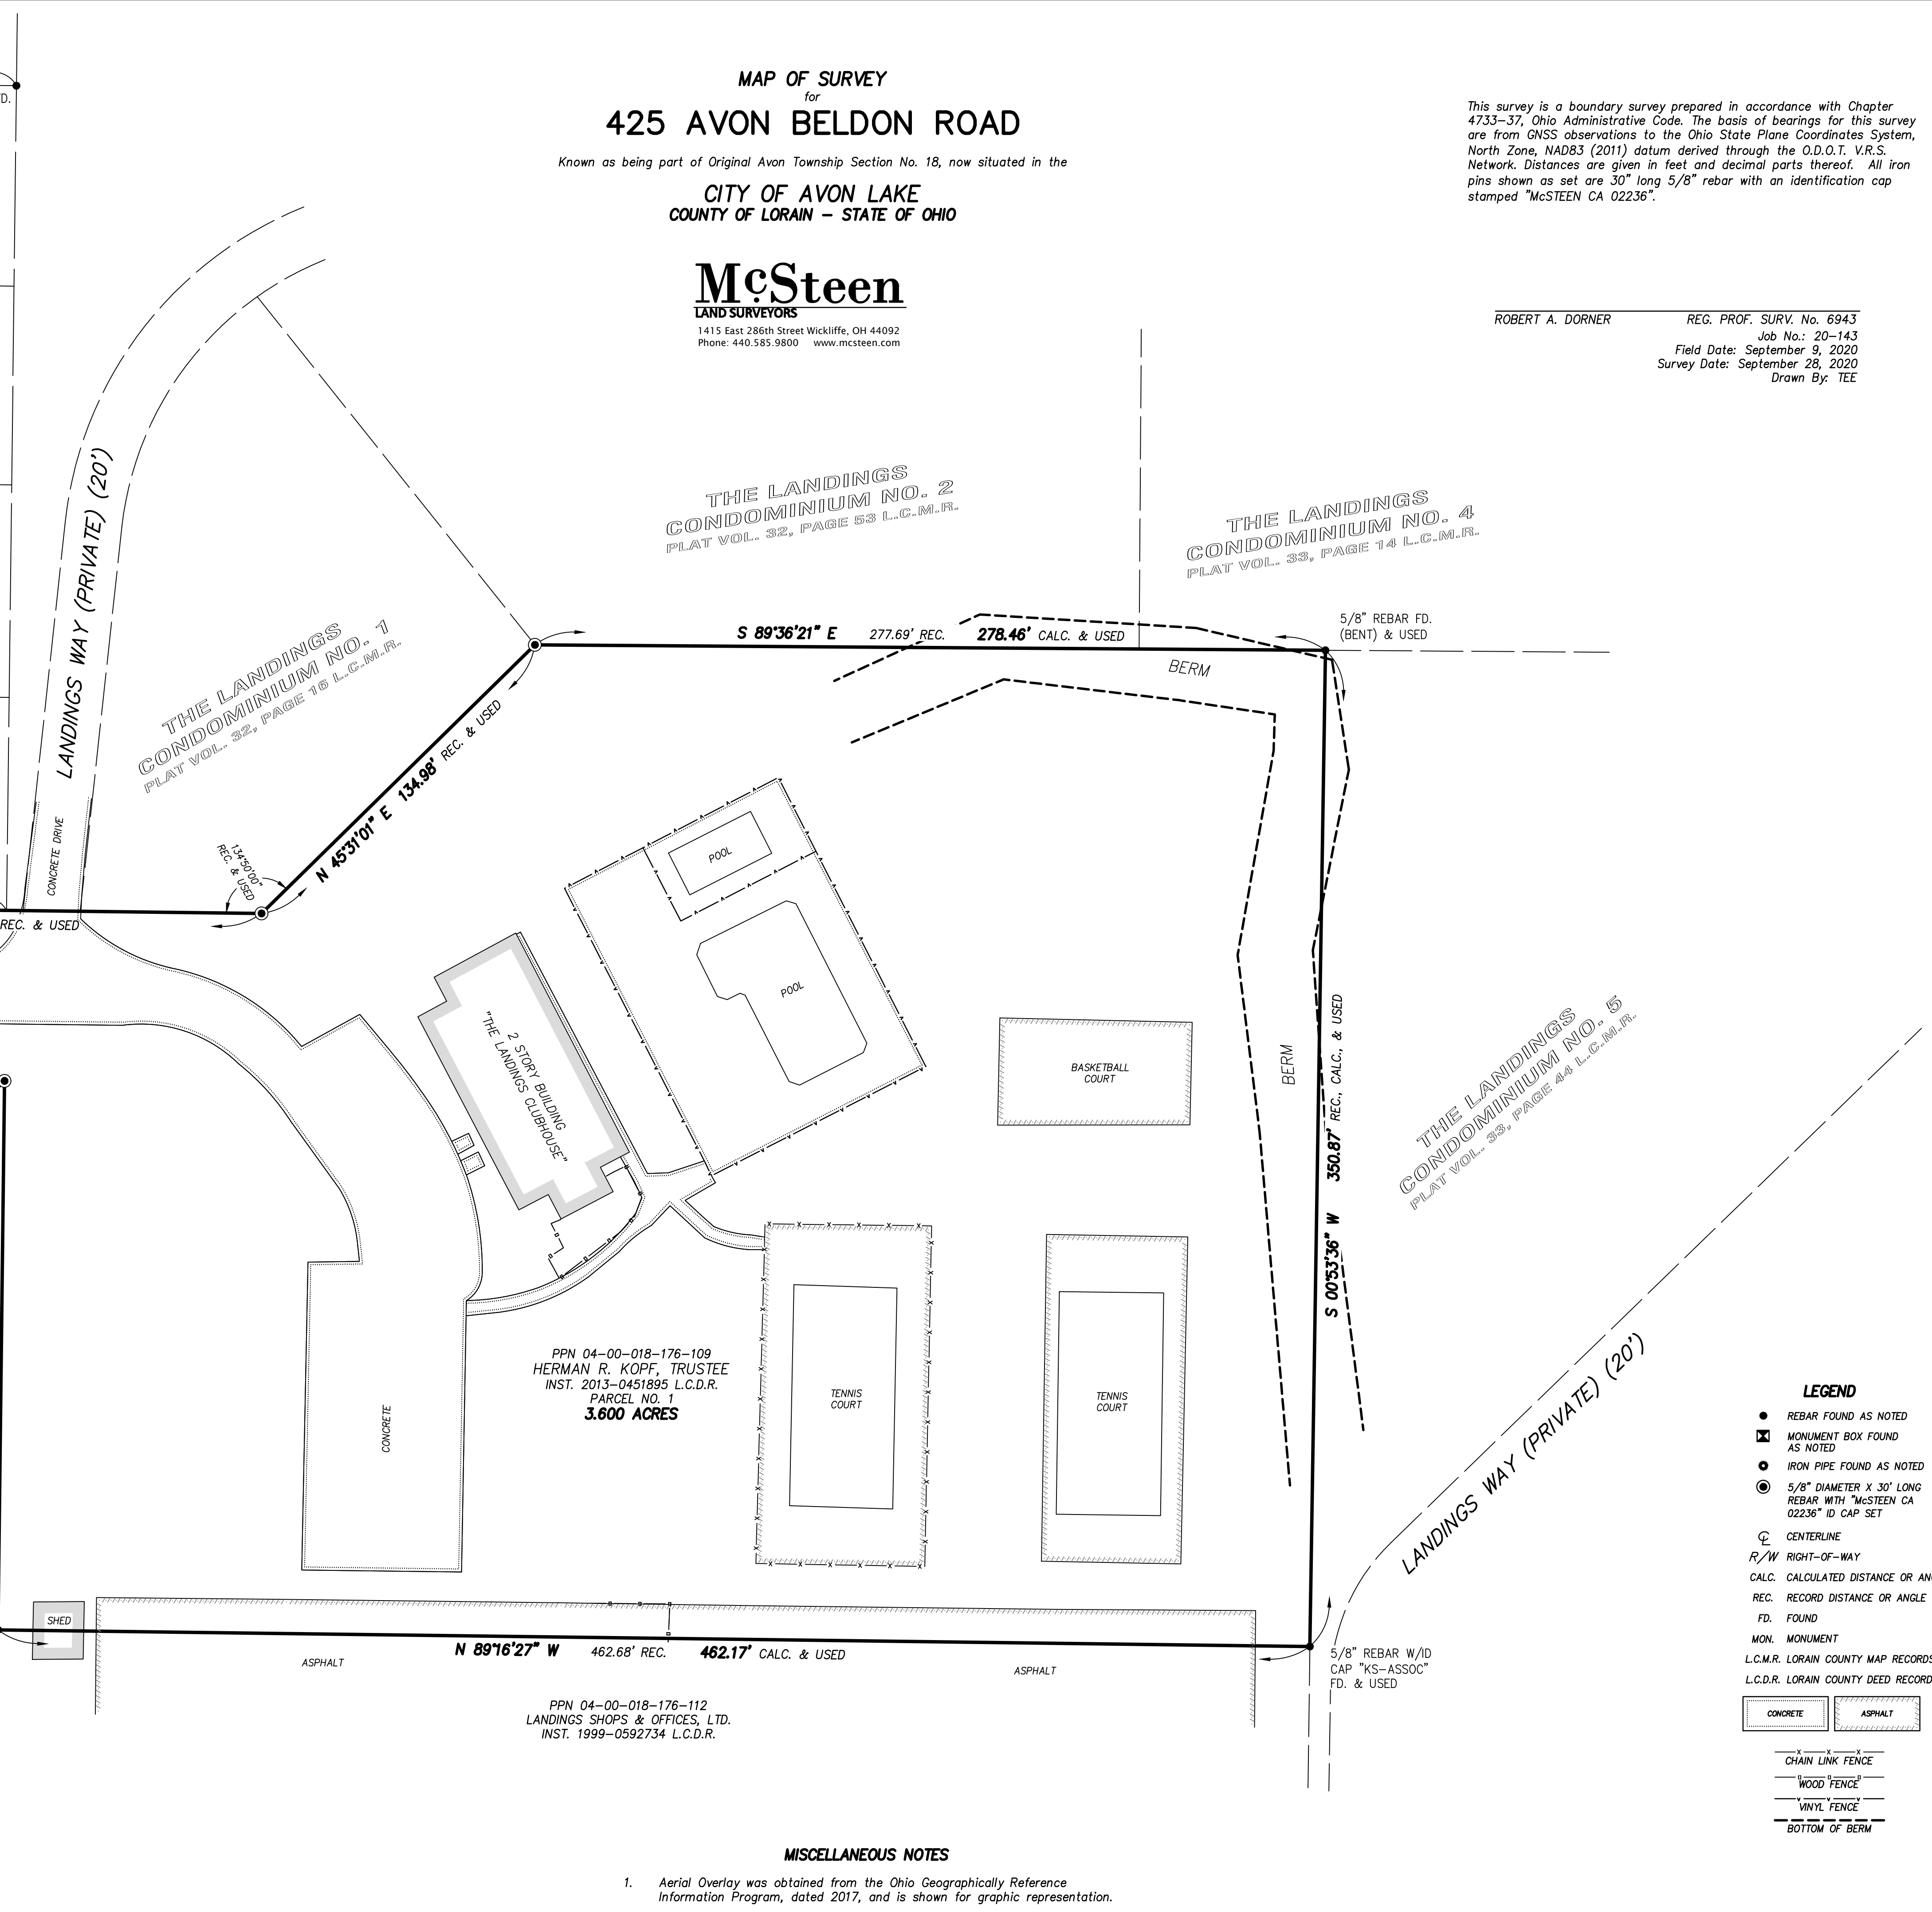 MAP OF SURVEY
for
425 AVON BELDON ROAD
Known as being part of Original Avon Township Section No. 18, now situated in the
CITY OF AVON LAKE
COUNTY OF LORAIN – STATE OF OHIO
McSteen
LAND SURVEYORS
1415 East 286th Street Wickliffe, OH 44092
Phone: 440.585.9800 www.mcsteen.com
This survey is a boundary survey prepared in accordance with Chapter
4733–37, Ohio Administrative Code. The basis of bearings for this survey
are from GNSS observations to the Ohio State Plane Coordinates System,
North Zone, NAD83 (2011) datum derived through the O.D.O.T. V.R.S.
Network. Distances are given in feet and decimal parts thereof. All iron
pins shown as set are 30" long 5/8" rebar with an identification cap
stamped "McSTEEN CA 02236".
ROBERT A. DORNER REG. PROF. SURV. No. 6943
Job No.: 20–143
Field Date: September 9, 2020
Survey Date: September 28, 2020
Drawn By: TEE
LANDINGS WAY (PRIVATE) (20')
THE LANDINGS
CONDOMINIUM NO. 1
PLAT VOL. 32, PAGE 16 L.C.M.R.
THE LANDINGS
CONDOMINIUM NO. 2
PLAT VOL. 32, PAGE 53 L.C.M.R.
THE LANDINGS
CONDOMINIUM NO. 4
PLAT VOL. 33, PAGE 14 L.C.M.R.
5/8" REBAR FD.
(BENT) & USED
S 89°36'21" E 277.69' REC. 278.46' CALC. & USED
BERM
N 45°31'01" E 134.98' REC. & USED
134°50'00"
REC. & USED
CONCRETE DRIVE
REC. & USED
POOL
POOL
2 STORY BUILDING
"THE LANDINGS CLUBHOUSE"
BASKETBALL
COURT
BERM
S 00°53'36" W 350.87' REC., CALC., & USED
THE LANDINGS
CONDOMINIUM NO. 5
PLAT VOL. 33, PAGE 44 L.C.M.R.
LANDINGS WAY (PRIVATE) (20')
PPN 04–00–018–176–109
HERMAN R. KOPF, TRUSTEE
INST. 2013–0451895 L.C.D.R.
PARCEL NO. 1
3.600 ACRES
CONCRETE
TENNIS
COURT
TENNIS
COURT
SHED
N 89°16'27" W 462.68' REC. 462.17' CALC. & USED
ASPHALT
ASPHALT
5/8" REBAR W/ID
CAP "KS–ASSOC"
FD. & USED
PPN 04–00–018–176–112
LANDINGS SHOPS & OFFICES, LTD.
INST. 1999–0592734 L.C.D.R.
LEGEND
REBAR FOUND AS NOTED
MONUMENT BOX FOUND
AS NOTED
IRON PIPE FOUND AS NOTED
5/8" DIAMETER X 30' LONG
REBAR WITH "McSTEEN CA
02236" ID CAP SET
CENTERLINE
R/W RIGHT–OF–WAY
CALC. CALCULATED DISTANCE OR
REC. RECORD DISTANCE OR ANGLE
FD. FOUND
MON. MONUMENT
L.C.M.R. LORAIN COUNTY MAP RECORDS
L.C.D.R. LORAIN COUNTY DEED RECORD
CONCRETE ASPHALT
CHAIN LINK FENCE
WOOD FENCE
VINYL FENCE
BOTTOM OF BERM
MISCELLANEOUS NOTES
1. Aerial Overlay was obtained from the Ohio Geographically Reference
Information Program, dated 2017, and is shown for graphic representation.